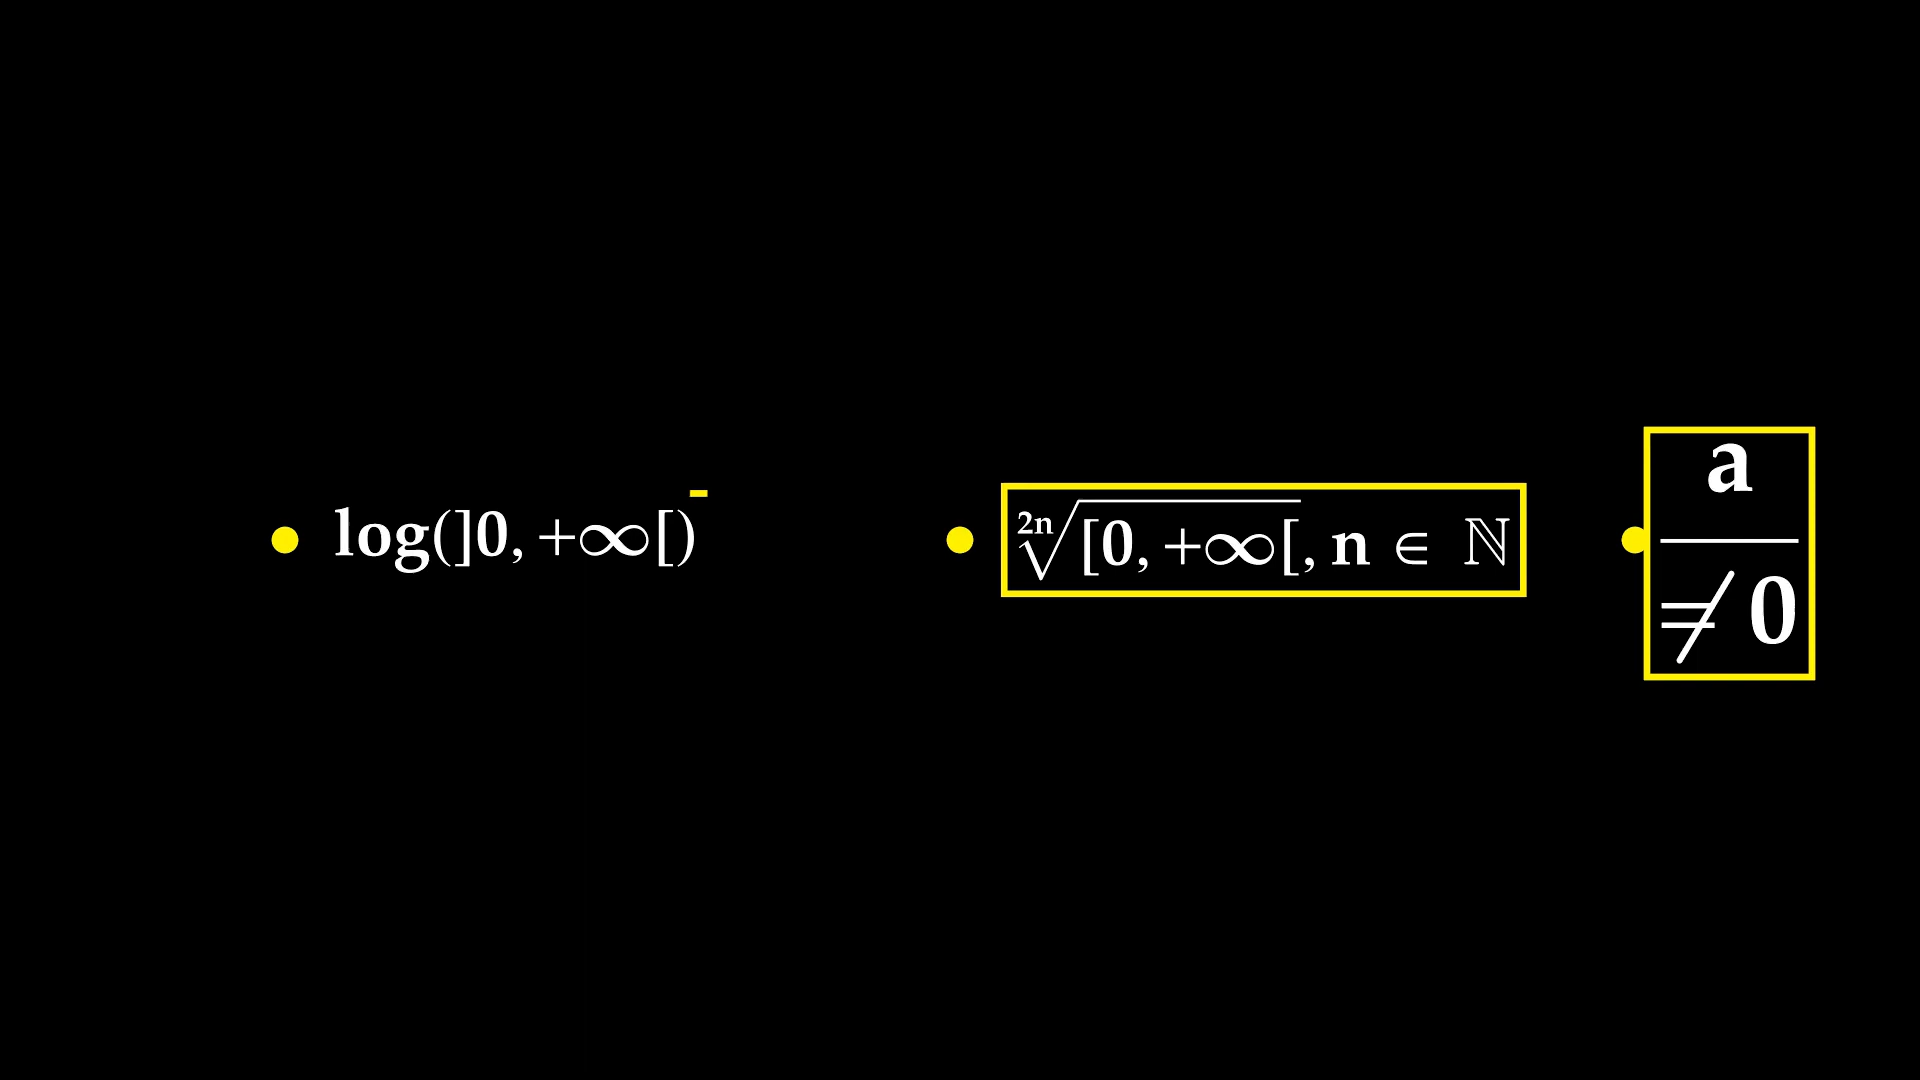 • log(]0, +∞[)
• ²ⁿ√[0, +∞[, n ∈ ℕ
• a
≠ 0